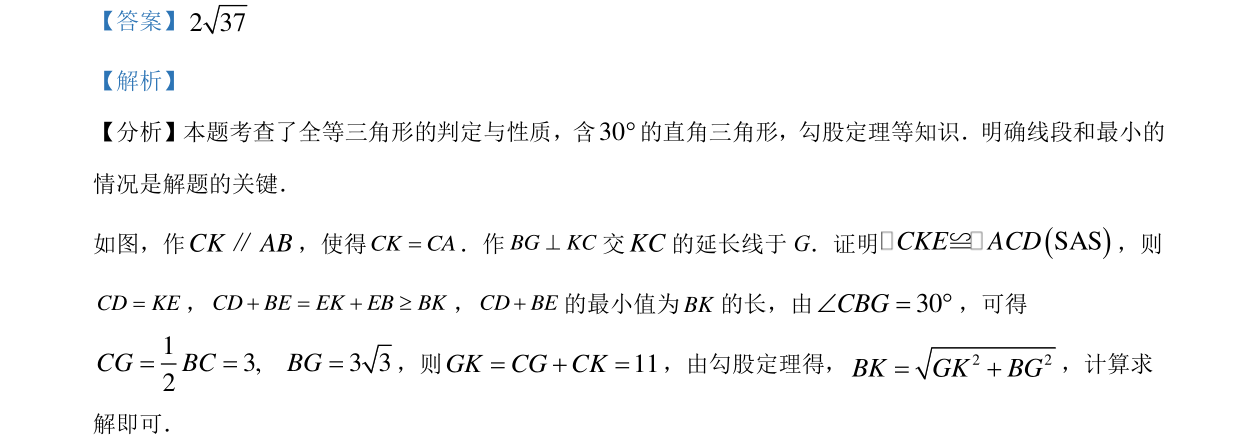 【答案】2√37
【解析】
【分析】本题考查了全等三角形的判定与性质，含30°的直角三角形，勾股定理等知识．明确线段和最小的
情况是解题的关键．
如图，作CK∥AB，使得CK=CA．作BG⊥KC交KC的延长线于G．证明□CKE≌□ACD(SAS)，则
CD=KE，CD+BE=EK+EB≥BK，CD+BE的最小值为BK的长，由∠CBG=30°，可得
CG=1/2BC=3, BG=3√3，则GK=CG+CK=11，由勾股定理得，BK=√(GK²+BG²)，计算求
解即可．